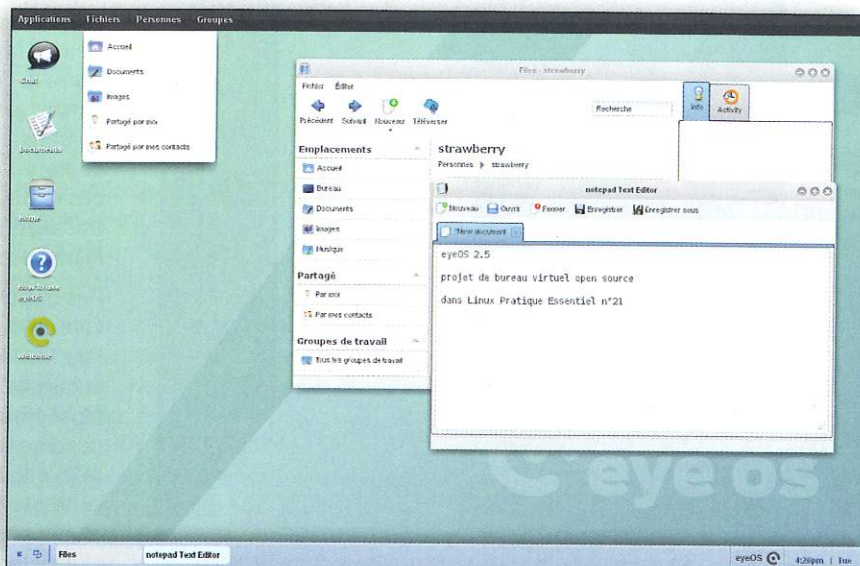 Applications Fichiers Personnes Groupes
Accueil
Documents
Images
Partagé par moi
Partagé par mes contacts
Chat
Documents
Home
How to use
eyeOS
Welcome
Files - strawberry
Fichier Éditer
Précédent Suivant Nouveau Téléverser
Recherche
Info Activity
Emplacements
Accueil
Bureau
Documents
Images
Musique
Partagé
Par moi
Par mes contacts
Groupes de travail
Tous les groupes de travail
strawberry
Personnes strawberry
notepad Text Editor
Nouveau Ouvrir Fermer Enregistrer Enregistrer sous
*New document
eyeOS 2.5
projet de bureau virtuel open source
dans Linux Pratique Essentiel n°21
eye os
Files notepad Text Editor
eyeOS 4:26pm | Tue